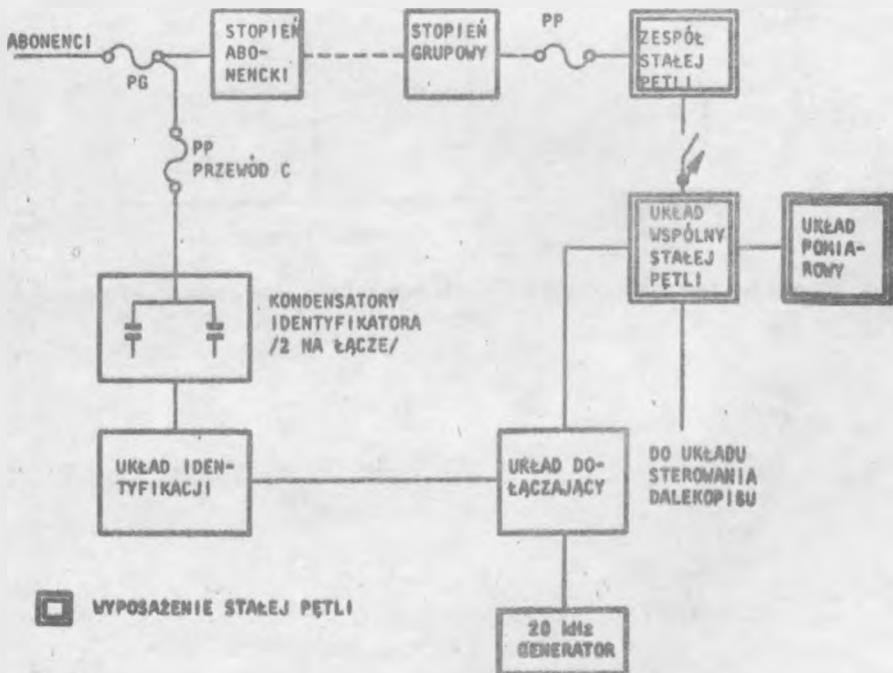 ABONENCI
PG
STOPIEŃ
ABO-
NENCKI
STOPIEŃ
GRUPOWY
PP
ZESPÓŁ
STAŁEJ
PĘTLI
PP
PRZEWÓD C
UKŁAD
WSPÓLNY
STAŁEJ
PĘTLI
UKŁAD
POMIA-
ROWY
KONDENSATORY
IDENTYFIKATORA
/2 NA ŁĄCZE/
UKŁAD IDEN-
TYFIKACJI
UKŁAD DO-
ŁĄCZAJĄCY
DO UKŁADU
STEROWANIA
DALEKOPISU
WYPOSAŻENIE STAŁEJ PĘTLI
20 kHz
GENERATOR